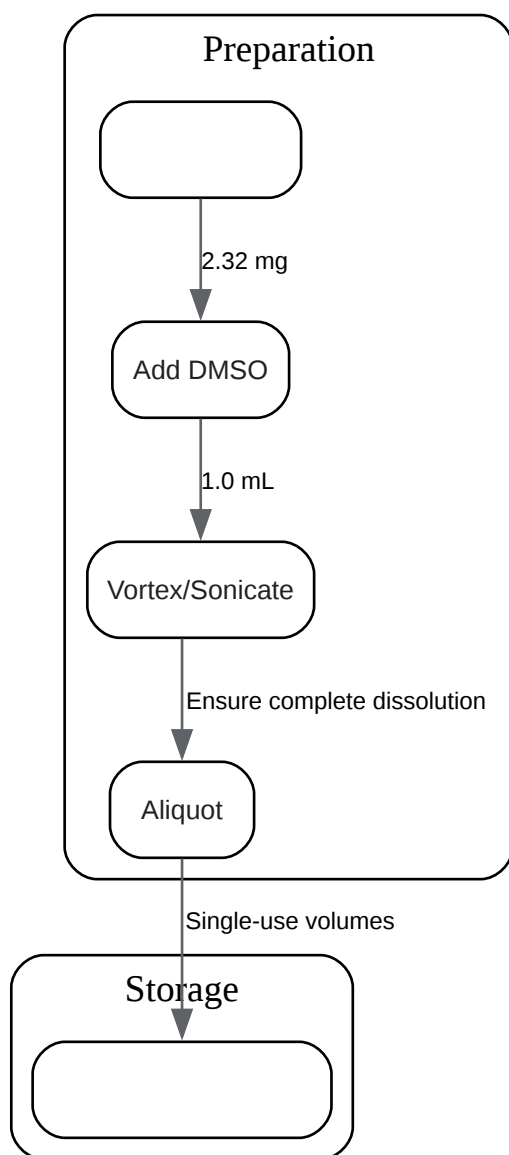 Preparation
2.32 mg
Add DMSO
1.0 mL
Vortex/Sonicate
Ensure complete dissolution
Aliquot
Single-use volumes
Storage